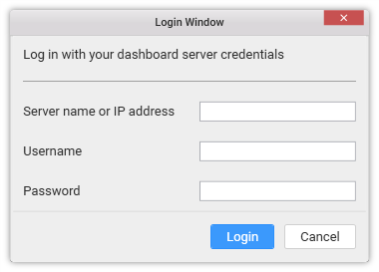 Login Window
Log in with your dashboard server credentials
Server name or IP address
Username
Password
Login Cancel